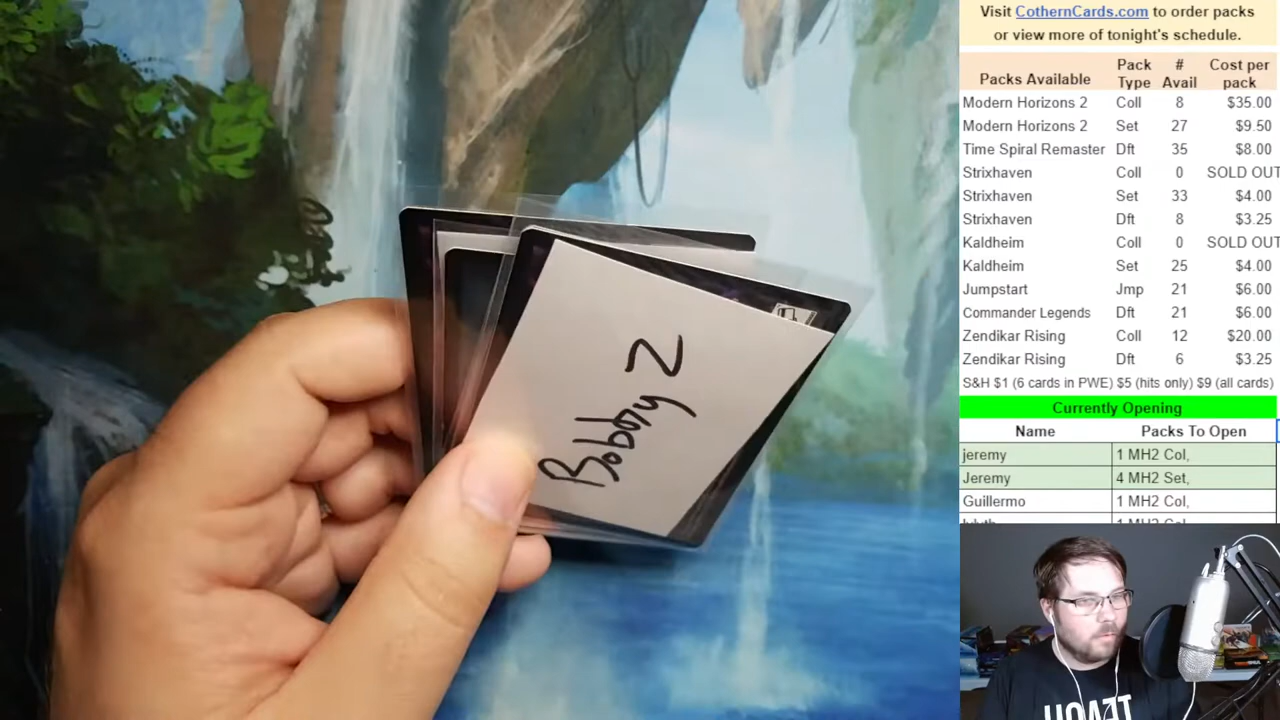 Visit CothernCards.com to order packs
or view more of tonight's schedule.
Packs Available Pack Type # Avail Cost per pack
Modern Horizons 2 Coll 8 $35.00
Modern Horizons 2 Set 27 $9.50
Time Spiral Remaster Dft 35 $8.00
Strixhaven Coll 0 SOLD OUT
Strixhaven Set 33 $4.00
Strixhaven Dft 8 $3.25
Kaldheim Coll 0 SOLD OUT
Kaldheim Set 25 $4.00
Jumpstart Jmp 21 $6.00
Commander Legends Dft 21 $6.00
Zendikar Rising Coll 12 $20.00
Zendikar Rising Dft 6 $3.25
S&H $1 (6 cards in PWE) $5 (hits only) $9 (all cards)
Currently Opening
Name Packs To Open
jeremy 1 MH2 Col,
Jeremy 4 MH2 Set,
Guillermo 1 MH2 Col,
1 MH2 Col,
Bobby Z